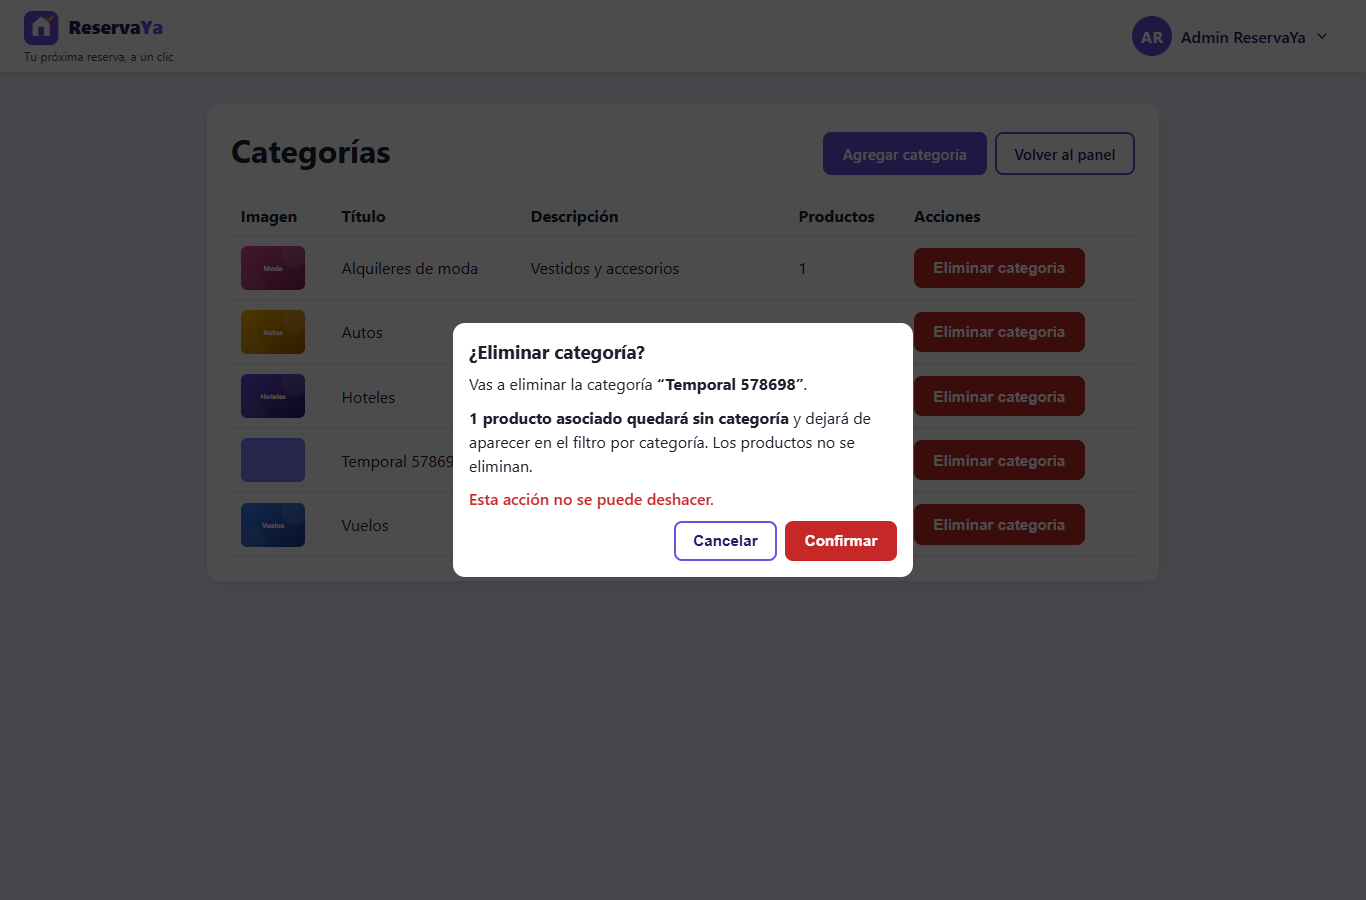 ReservaYa
Tu próxima reserva, a un clic
AR Admin ReservaYa
Categorías
Agregar categoría
Volver al panel
Imagen Título Descripción Productos Acciones
Moda Alquileres de moda Vestidos y accesorios 1 Eliminar categoría
Autos Autos Eliminar categoría
Hoteles Hoteles Eliminar categoría
Temporal 57869 Eliminar categoría
Vuelos Vuelos Eliminar categoría
¿Eliminar categoría?
Vas a eliminar la categoría “Temporal 578698”.
1 producto asociado quedará sin categoría y dejará de
aparecer en el filtro por categoría. Los productos no se
eliminan.
Esta acción no se puede deshacer.
Cancelar
Confirmar